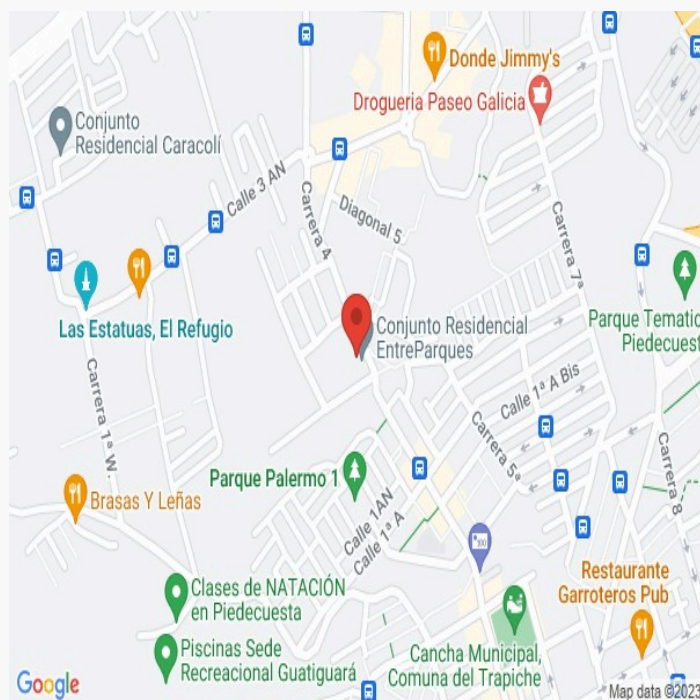 Donde Jimmy's
Drogueria Paseo Galicia
Conjunto
Residencial Caracolí
Calle 3 AN
Carrera 4
Diagonal 5
Carrera 7ª
Las Estatuas, El Refugio
Conjunto Residencial
EntreParques
Parque Tematic
Piedecuest
Carrera 1ª W.
Calle 1ª A Bis
Carrera 5ª
Carrera 8
Parque Palermo 1
Brasas Y Leñas
Calle 1AN
Calle 1ª A
Clases de NATACIÓN
en Piedecuesta
Restaurante
Garroteros Pub
Piscinas Sede
Recreacional Guatiguará
Cancha Municipal,
Comuna del Trapiche
Google
Map data ©2023